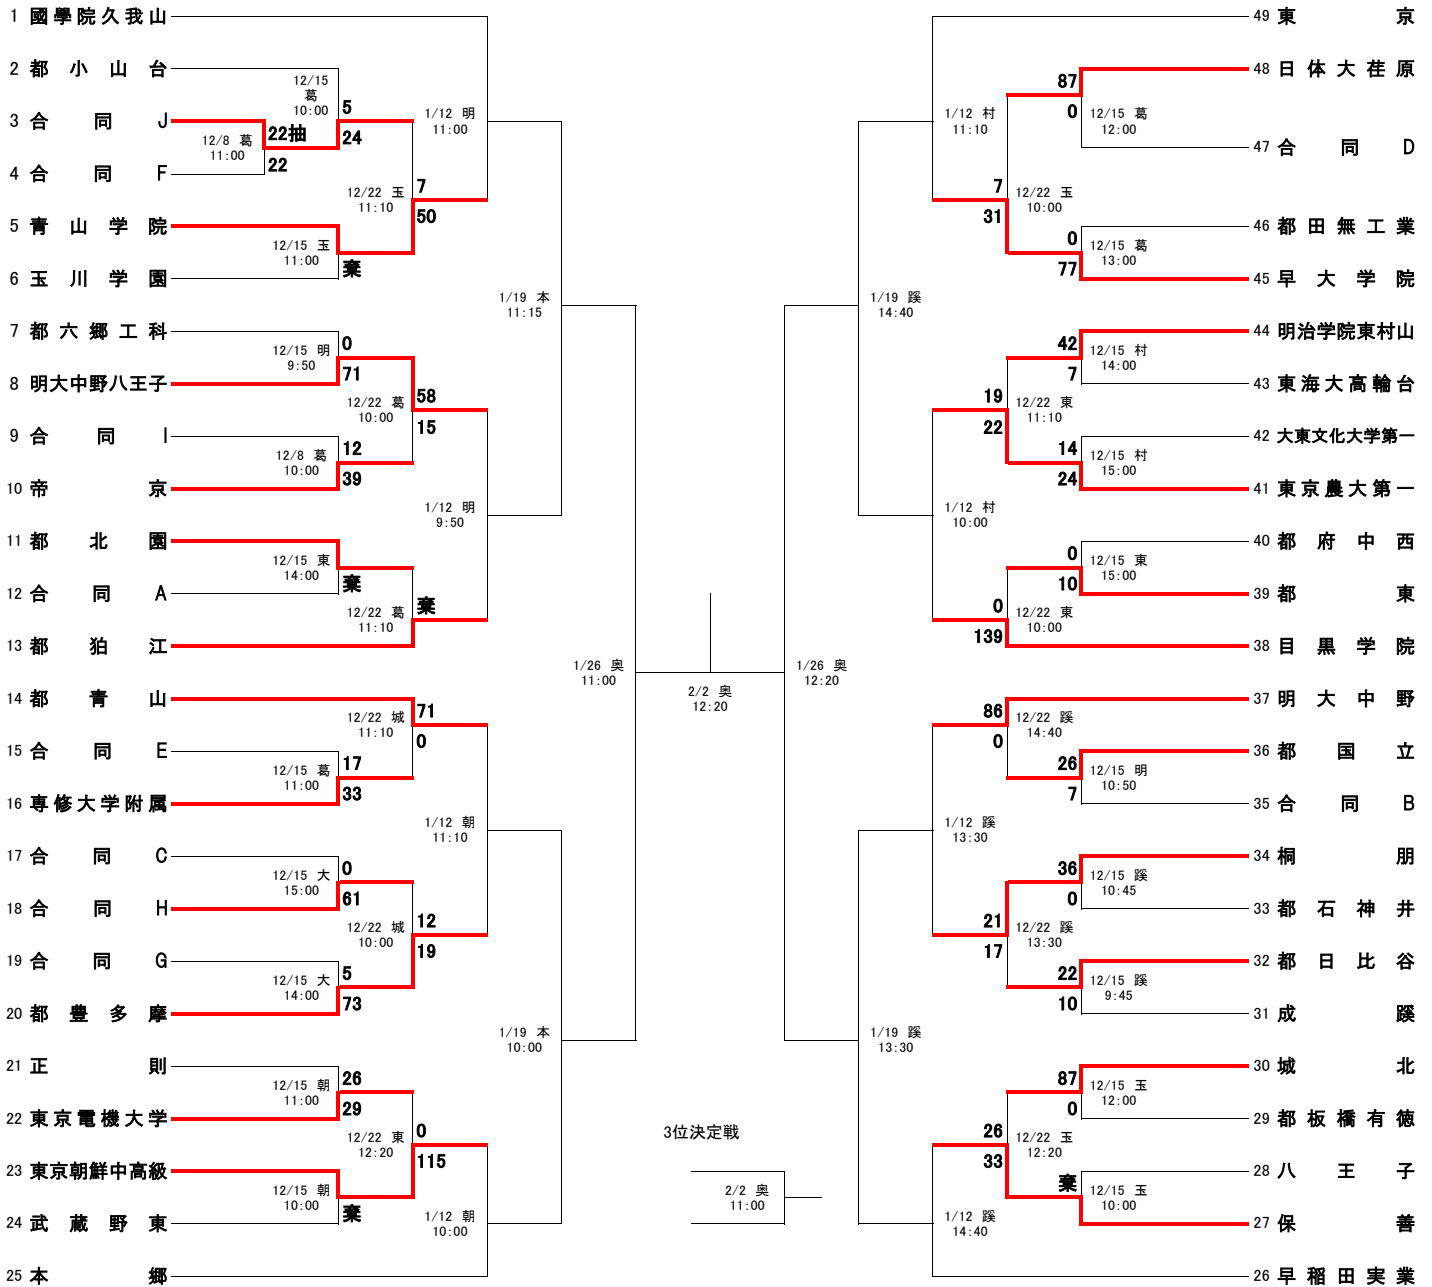 1 國學院久我山
2 都小山台
12/15
葛
10:00
5
3 合同J
22抽
24
12/8 葛
11:00
4 合同F
22
1/12 明
11:00
12/22 玉
11:10
7
50
5 青山学院
12/15 玉
11:00
棄
6 玉川学園
1/19 本
11:15
7 都六郷工科
12/15 明
9:50
0
71
8 明大中野八王子
12/22 葛
10:00
58
15
9 合同I
12/8 葛
10:00
12
39
10 帝京
1/12 明
9:50
11 都北園
12/15 東
14:00
棄
12 合同A
12/22 葛
11:10
棄
13 都狛江
1/26 奥
11:00
14 都青山
12/22 城
11:10
71
0
15 合同E
12/15 葛
11:00
17
33
16 専修大学附属
1/12 朝
11:10
17 合同C
12/15 大
15:00
0
61
18 合同H
12/22 城
10:00
12
19
19 合同G
12/15 大
14:00
5
73
20 都豊多摩
1/19 本
10:00
21 正則
12/15 朝
11:00
26
29
22 東京電機大学
12/22 東
12:20
0
115
23 東京朝鮮中高級
12/15 朝
10:00
棄
24 武蔵野東
1/12 朝
10:00
25 本郷
2/2 奥
12:20
3位決定戦
2/2 奥
11:00
49 東京
48 日体大荏原
87
0
12/15 葛
12:00
1/12 村
11:10
47 合同D
7
31
12/22 玉
10:00
46 都田無工業
0
77
12/15 葛
13:00
45 早大学院
1/19 蹊
14:40
44 明治学院東村山
42
7
12/15 村
14:00
43 東海大高輪台
19
22
12/22 東
11:10
42 大東文化大学第一
14
24
12/15 村
15:00
41 東京農大第一
1/12 村
10:00
40 都府中西
0
10
12/15 東
15:00
39 都東
0
139
12/22 東
10:00
38 目黒学院
1/26 奥
12:20
37 明大中野
86
0
12/22 蹊
14:40
36 都国立
26
7
12/15 明
10:50
35 合同B
1/12 蹊
13:30
34 桐朋
36
0
12/15 蹊
10:45
33 都石神井
21
17
12/22 蹊
13:30
32 都日比谷
22
10
12/15 蹊
9:45
31 成蹊
1/19 蹊
13:30
30 城北
87
0
12/15 玉
12:00
29 都板橋有徳
26
33
12/22 玉
12:20
28 八王子
棄
12/15 玉
10:00
27 保善
1/12 蹊
14:40
26 早稲田実業